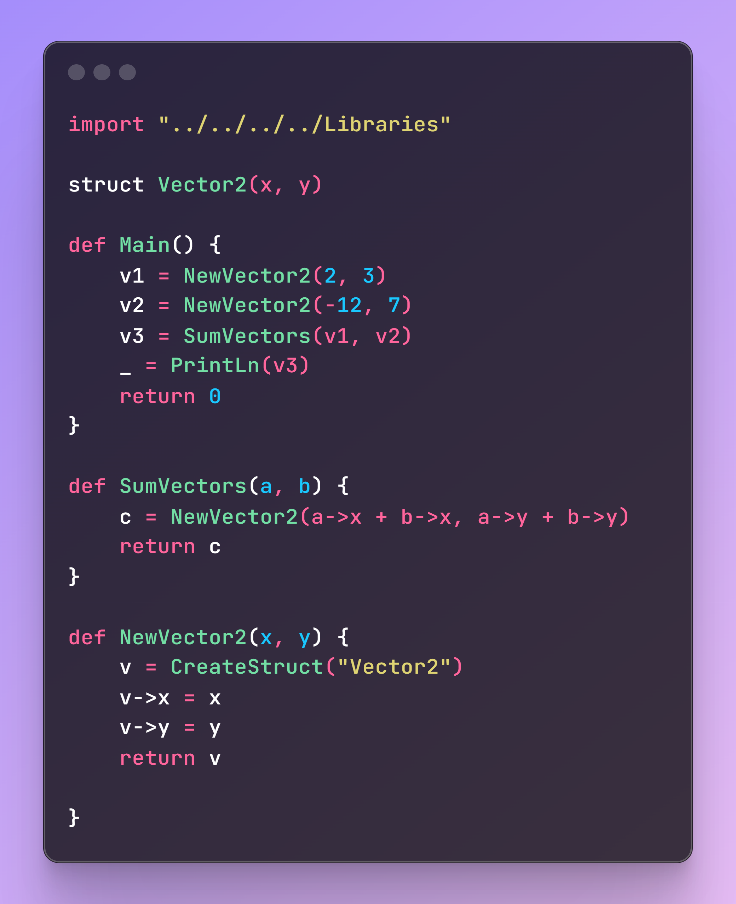 import "../../../../Libraries"
struct Vector2(x, y)
def Main() {
    v1 = NewVector2(2, 3)
    v2 = NewVector2(-12, 7)
    v3 = SumVectors(v1, v2)
    _ = PrintLn(v3)
    return 0
}
def SumVectors(a, b) {
    c = NewVector2(a->x + b->x, a->y + b->y)
    return c
}
def NewVector2(x, y) {
    v = CreateStruct("Vector2")
    v->x = x
    v->y = y
    return v
}